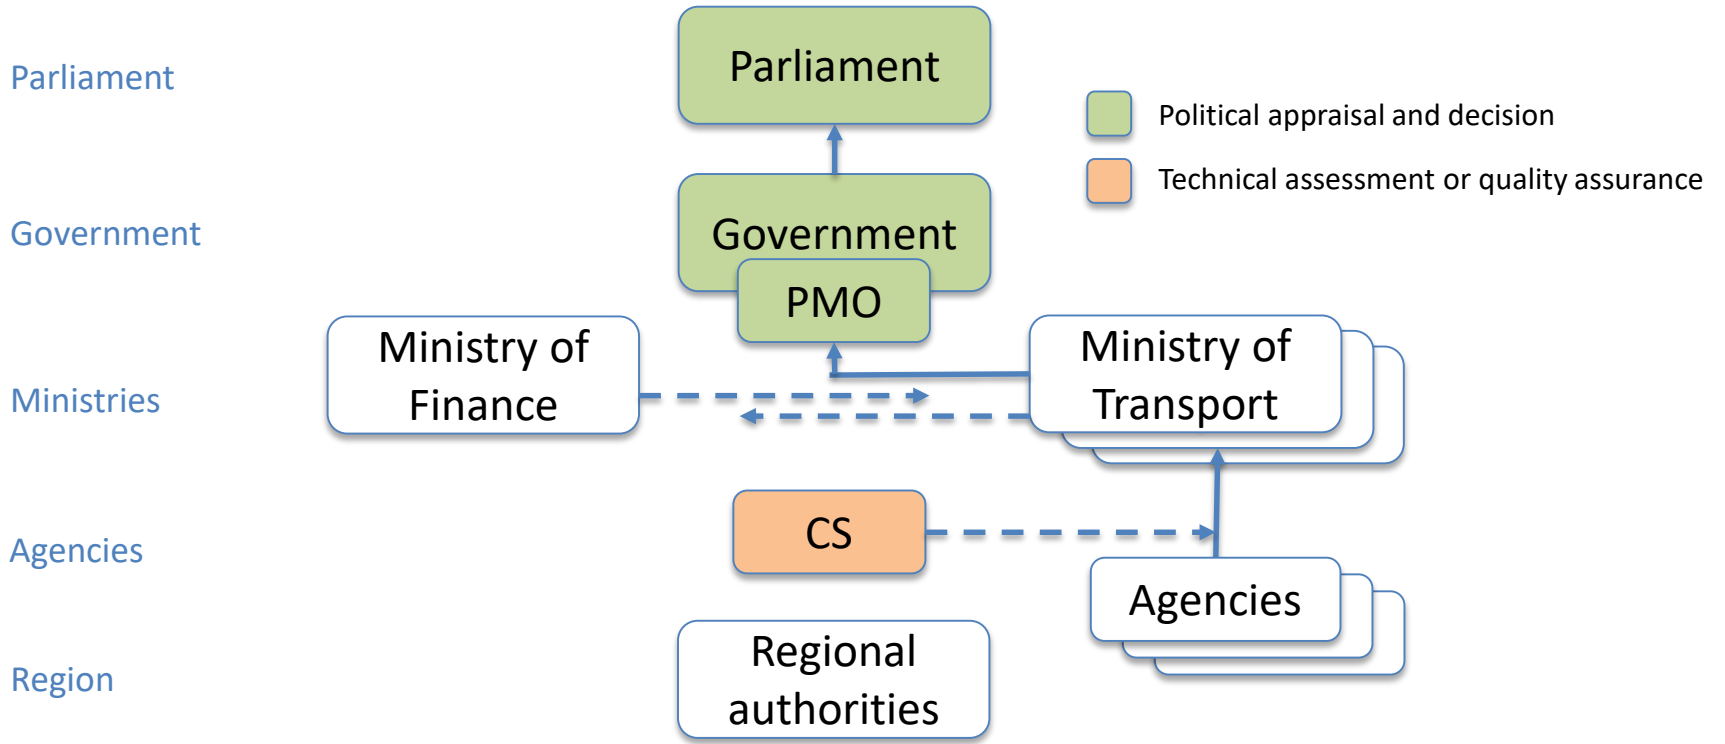 Parliament
Parliament
Political appraisal and decision
Technical assessment or quality assurance
Government
Government
PMO
Ministry of
Finance
Ministry of
Transport
Ministries
CS
Agencies
Agencies
Regional
authorities
Region